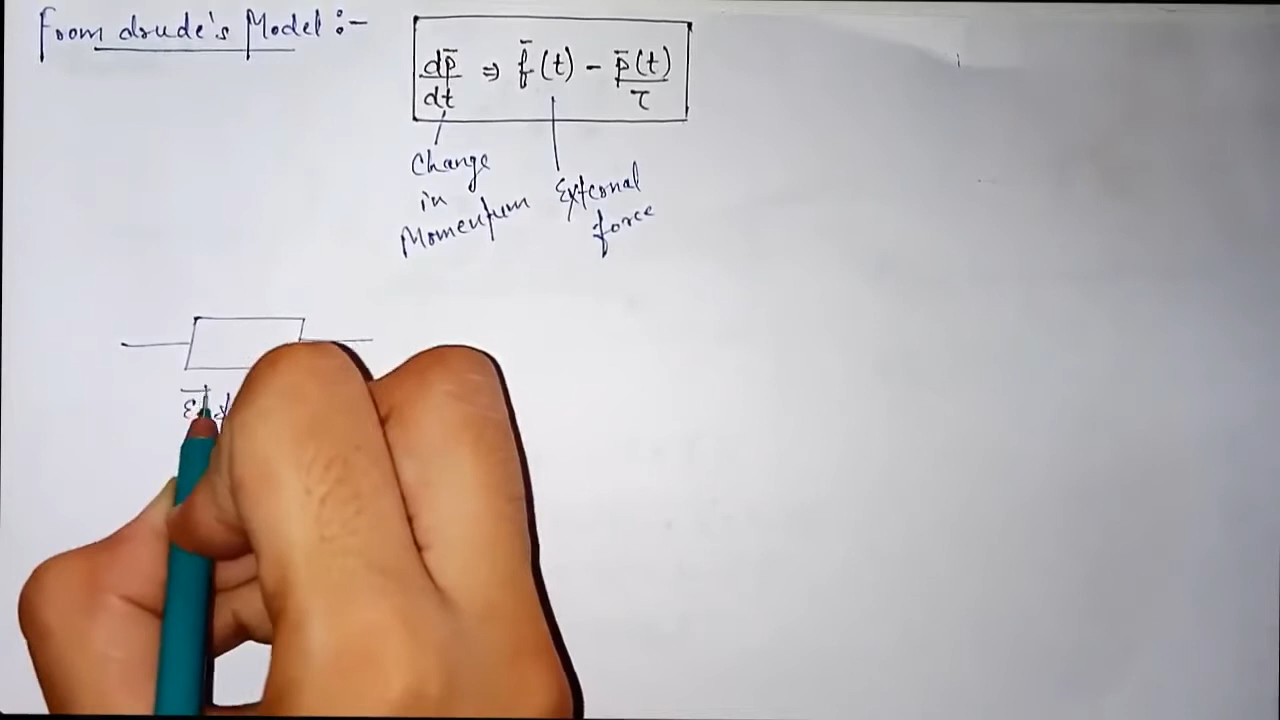 From drude's Model :-
dp̄/dt ⇒ f̄(t) - p̄(t)/τ
Change
in
Momentum
External
force